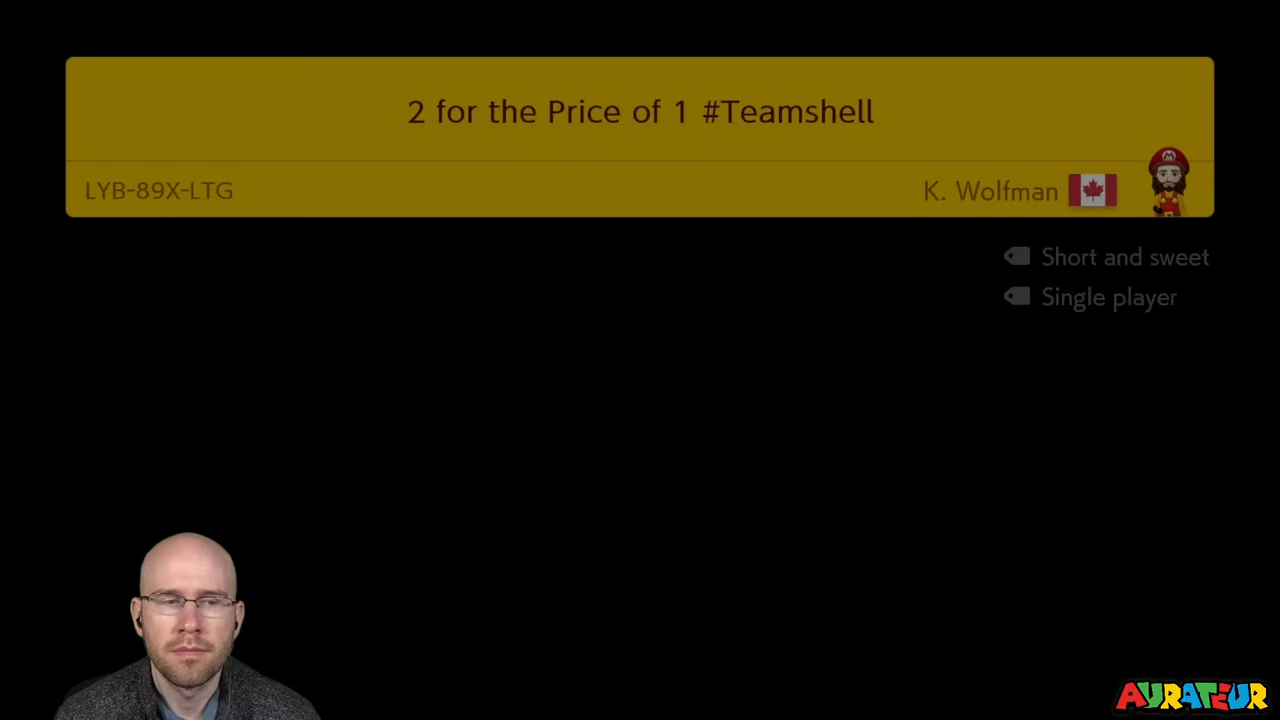 2 for the Price of 1 #Teamshell
LYB-89X-LTG
K. Wolfman
Short and sweet
Single player
AURATEUR